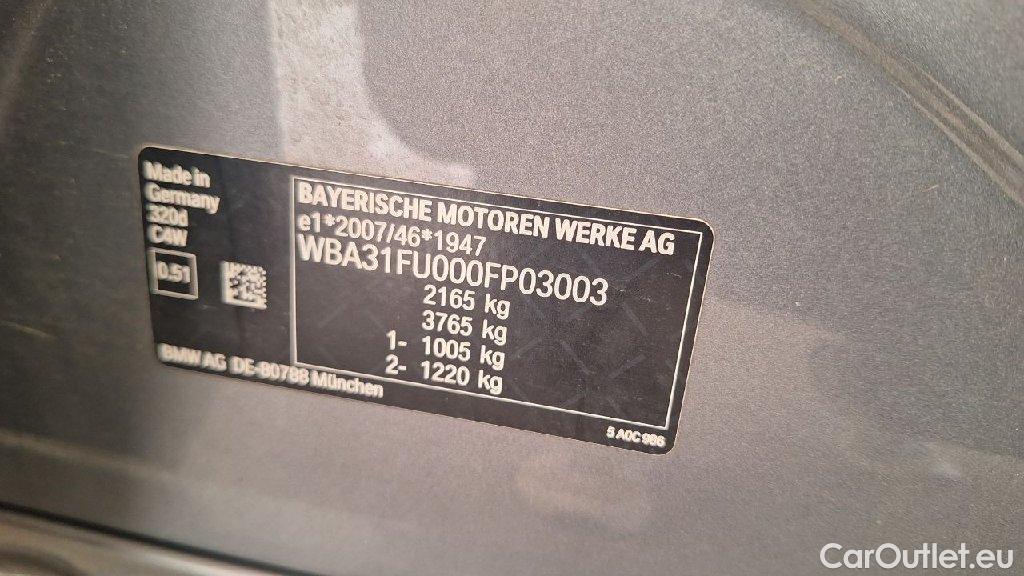 Made in
Germany
320d
C4W
0.51
BAYERISCHE MOTOREN WERKE AG
e1*2007/46*1947
WBA31FU000FP03003
2165 kg
3765 kg
1- 1005 kg
2- 1220 kg
BMW AG DE-80788 München
5 A0C 986
CarOutlet.eu